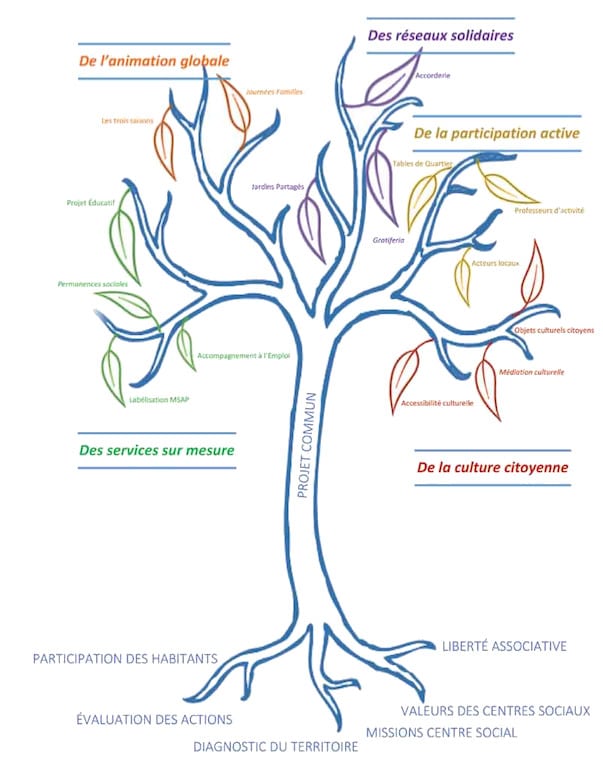 Des réseaux solidaires
De l'animation globale
Accorderie
Journées Familles
Les trois saisons
De la participation active
Tables de Quartier
Jardins Partagés
Projet Éducatif
Professeurs d'activité
Gratiferia
Acteurs locaux
Permanences sociales
Objets culturels citoyens
Accompagnement à l'Emploi
Médiation culturelle
Labélisation MSAP
Accessibilité culturelle
PROJET COMMUN
Des services sur mesure
De la culture citoyenne
LIBERTÉ ASSOCIATIVE
PARTICIPATION DES HABITANTS
VALEURS DES CENTRES SOCIAUX
ÉVALUATION DES ACTIONS
MISSIONS CENTRE SOCIAL
DIAGNOSTIC DU TERRITOIRE